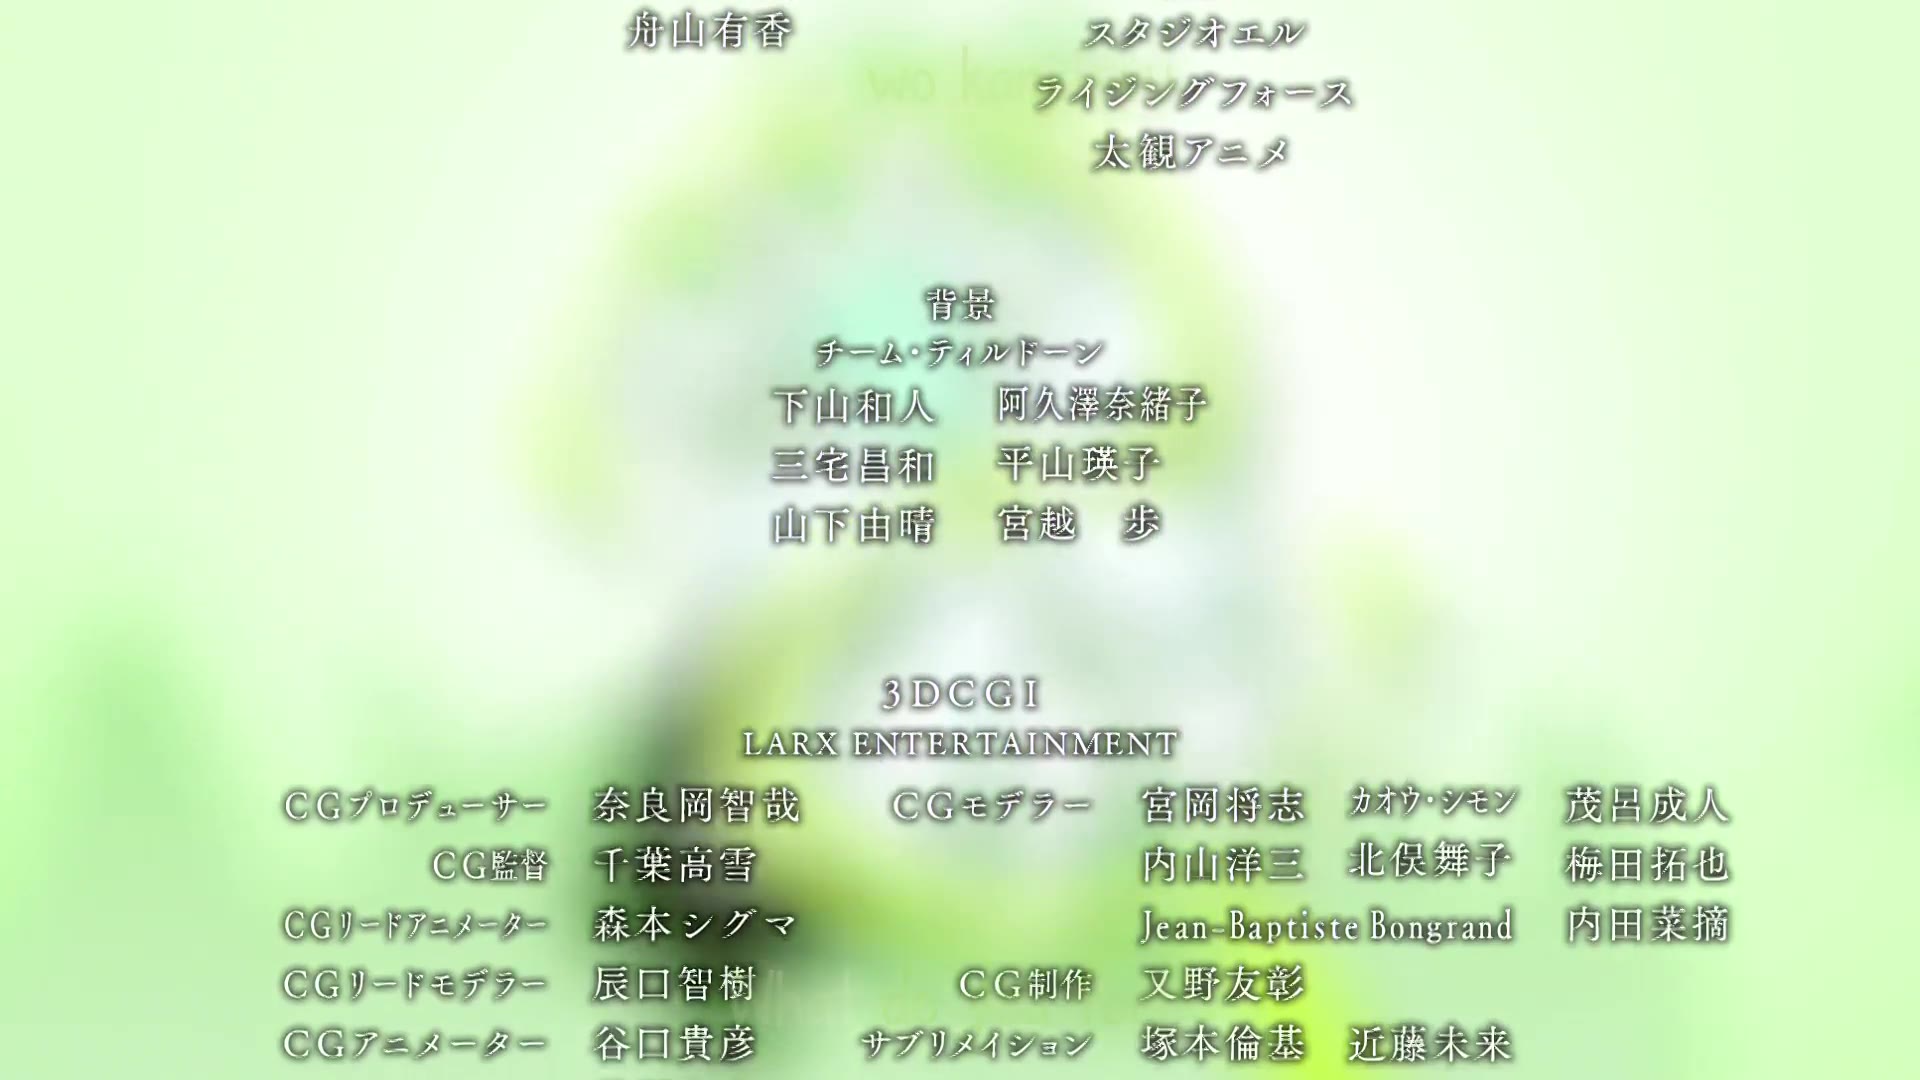 舟山有香 スタジオエル
ライジングフォース
太観アニメ
背景
チーム・ティルドーン
下山和人 阿久澤奈緒子
三宅昌和 平山瑛子
山下由晴 宮越 歩
3DCGI
LARX ENTERTAINMENT
CGプロデューサー 奈良岡智哉 CGモデラー 宮岡将志 カオウ・シモン 茂呂成人
CG監督 千葉高雪 内山洋三 北俣舞子 梅田拓也
CGリードアニメーター 森本シグマ Jean-Baptiste Bongrand 内田菜摘
CGリードモデラー 辰口智樹 CG制作 又野友彰
CGアニメーター 谷口貴彦 サブリメイション 塚本倫基 近藤未来